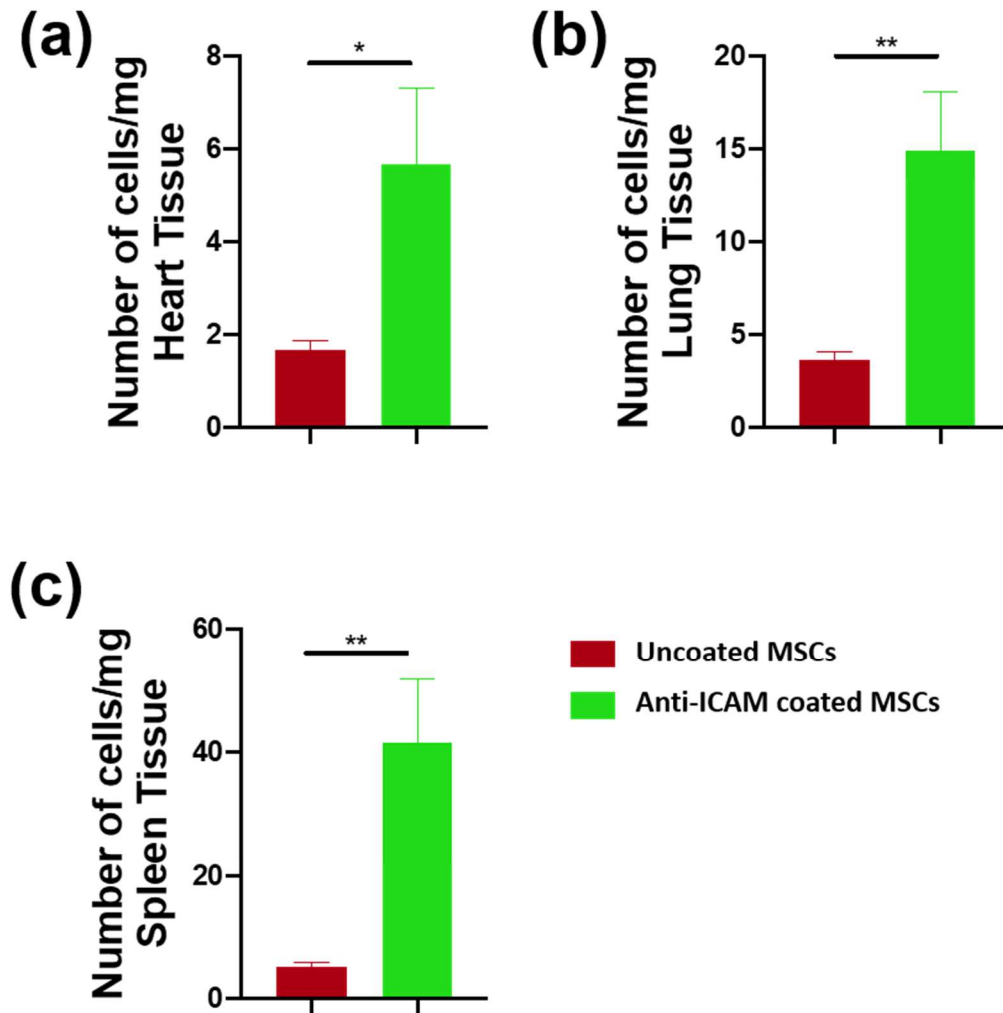 (a)
Number of cells/mg
Heart Tissue
8
6
4
2
0
*
(b)
Number of cells/mg
Lung Tissue
20
15
10
5
0
**
(c)
Number of cells/mg
Spleen Tissue
60
40
20
0
**
Uncoated MSCs
Anti-ICAM coated MSCs